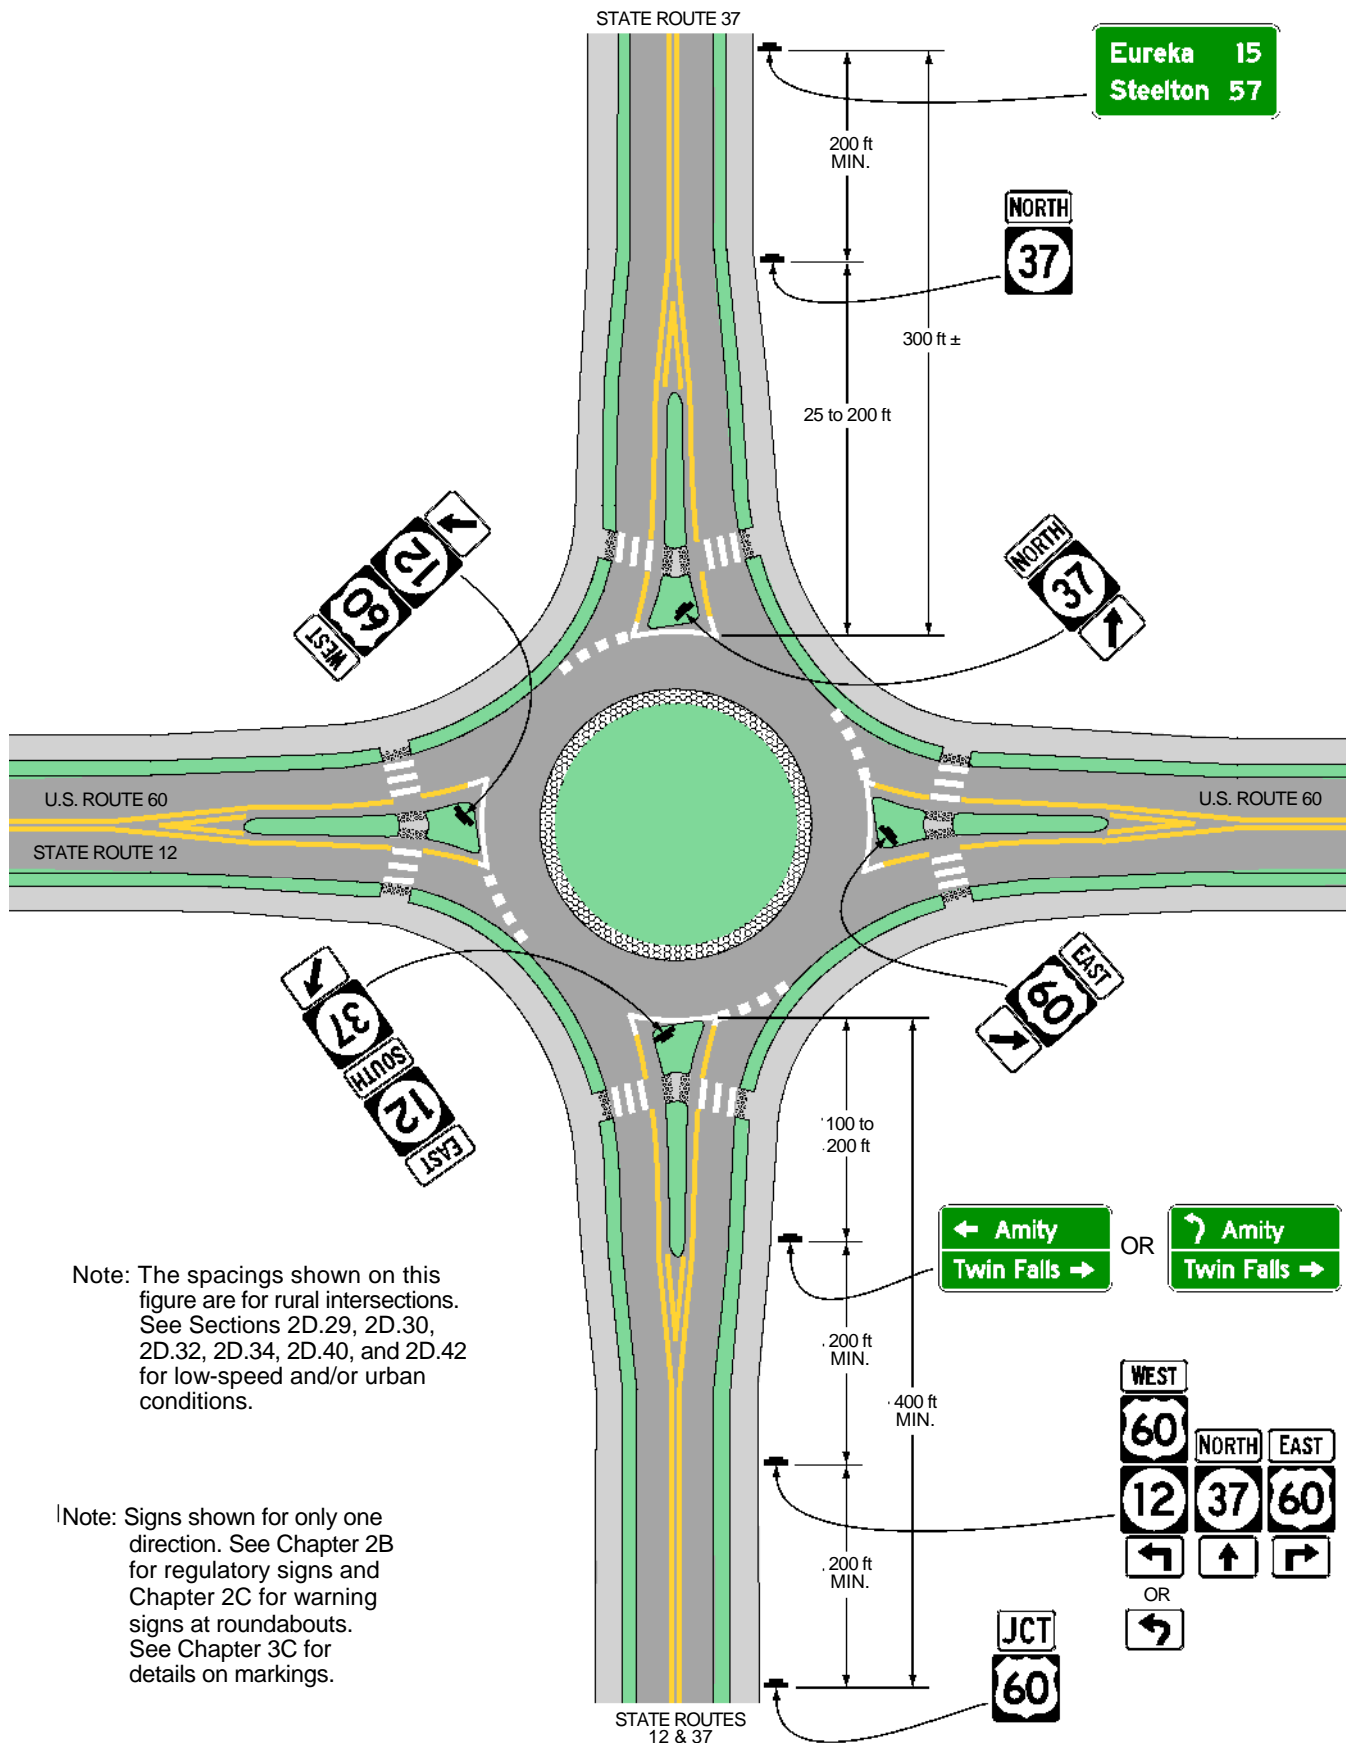 STATE ROUTE 37
Eureka 15
Steelton 57
200 ft
MIN.
NORTH
37
300 ft ±
25 to 200 ft
12
60
WEST
NORTH
37
U.S. ROUTE 60
STATE ROUTE 12
U.S. ROUTE 60
37
SOUTH
12
EAST
EAST
60
100 to
200 ft
← Amity
Twin Falls →
OR
Amity
Twin Falls →
200 ft
MIN.
400 ft
MIN.
WEST
60
12
NORTH
37
EAST
60
OR
200 ft
MIN.
JCT
60
STATE ROUTES
12 & 37
Note: The spacings shown on this
figure are for rural intersections.
See Sections 2D.29, 2D.30,
2D.32, 2D.34, 2D.40, and 2D.42
for low-speed and/or urban
conditions.
Note: Signs shown for only one
direction. See Chapter 2B
for regulatory signs and
Chapter 2C for warning
signs at roundabouts.
See Chapter 3C for
details on markings.